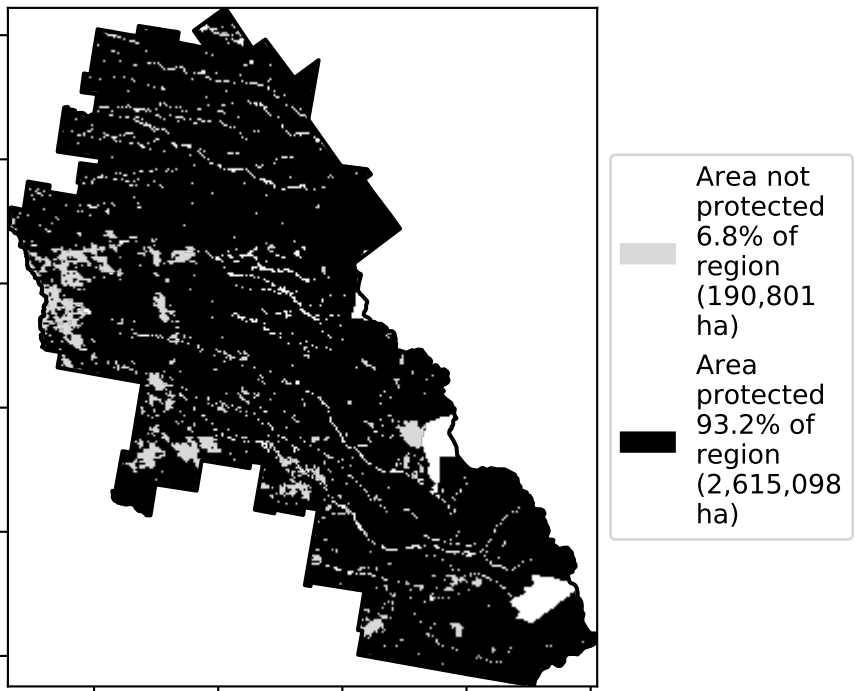 Area not
protected
6.8% of
region
(190,801
ha)
Area
protected
93.2% of
region
(2,615,098
ha)